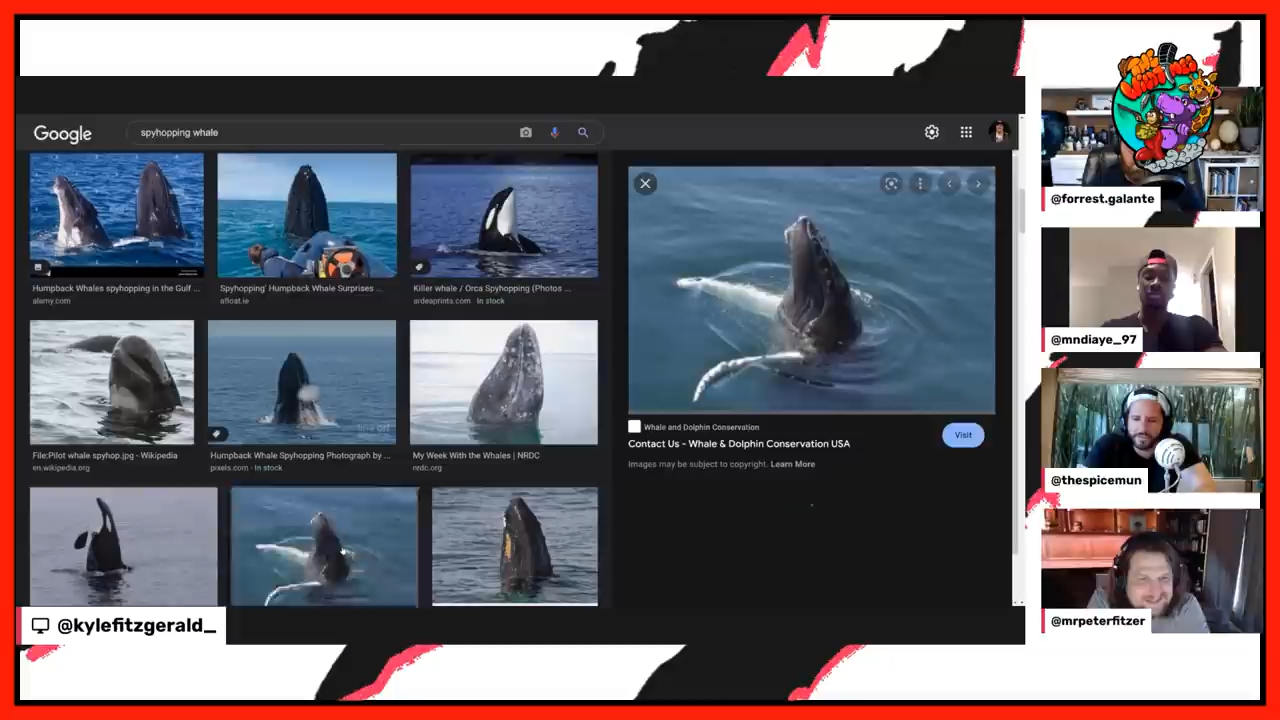 Google
spyhopping whale
Humpback Whales spyhopping in the Gulf ...
alamy.com
Spyhopping' Humpback Whale Surprises ...
afloat.ie
Killer whale / Orca Spyhopping (Photos ...
ardeaprints.com · In stock
File:Pilot whale spyhop.jpg - Wikipedia
en.wikipedia.org
Humpback Whale Spyhopping Photograph by ...
pixels.com · In stock
My Week With the Whales | NRDC
nrdc.org
Whale and Dolphin Conservation
Contact Us - Whale & Dolphin Conservation USA
Visit
Images may be subject to copyright. Learn More
@kylefitzgerald_
THE
@forrest.galante
@mndiaye_97
@thespicemun
@mrpeterfitzer